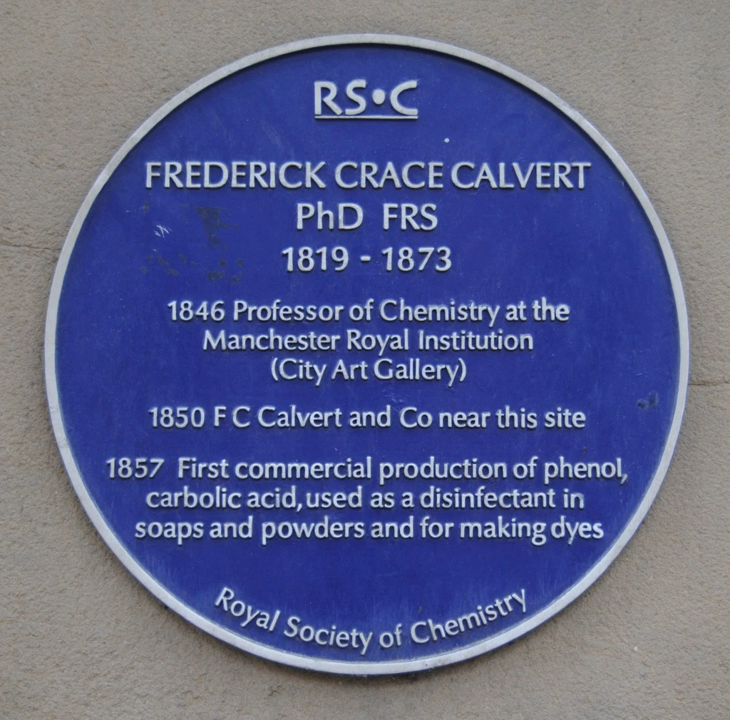 RS•C
FREDERICK CRACE CALVERT
PhD FRS
1819 - 1873
1846 Professor of Chemistry at the
Manchester Royal Institution
(City Art Gallery)
1850 F C Calvert and Co near this site
1857 First commercial production of phenol,
carbolic acid, used as a disinfectant in
soaps and powders and for making dyes
Royal Society of Chemistry